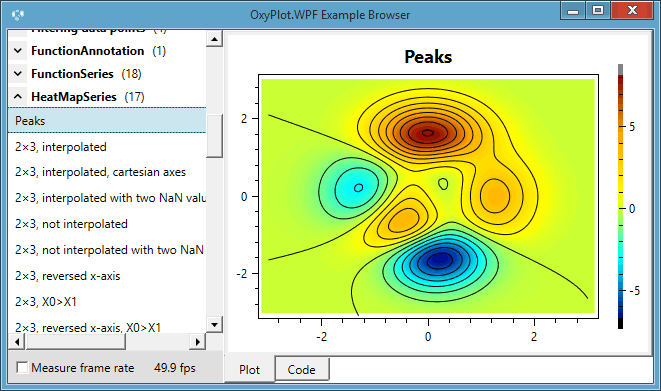 OxyPlot.WPF Example Browser
Filtering data points (4)
FunctionAnnotation (1)
FunctionSeries (18)
HeatMapSeries (17)
Peaks
2×3, interpolated
2×3, interpolated, cartesian axes
2×3, interpolated with two NaN valu
2×3, not interpolated
2×3, not interpolated with two NaN
2×3, reversed x-axis
2×3, X0>X1
2×3, reversed x-axis, X0>X1
Measure frame rate 49.9 fps
Peaks
2
0
-2
-2 0 2
5
0
-5
Plot Code